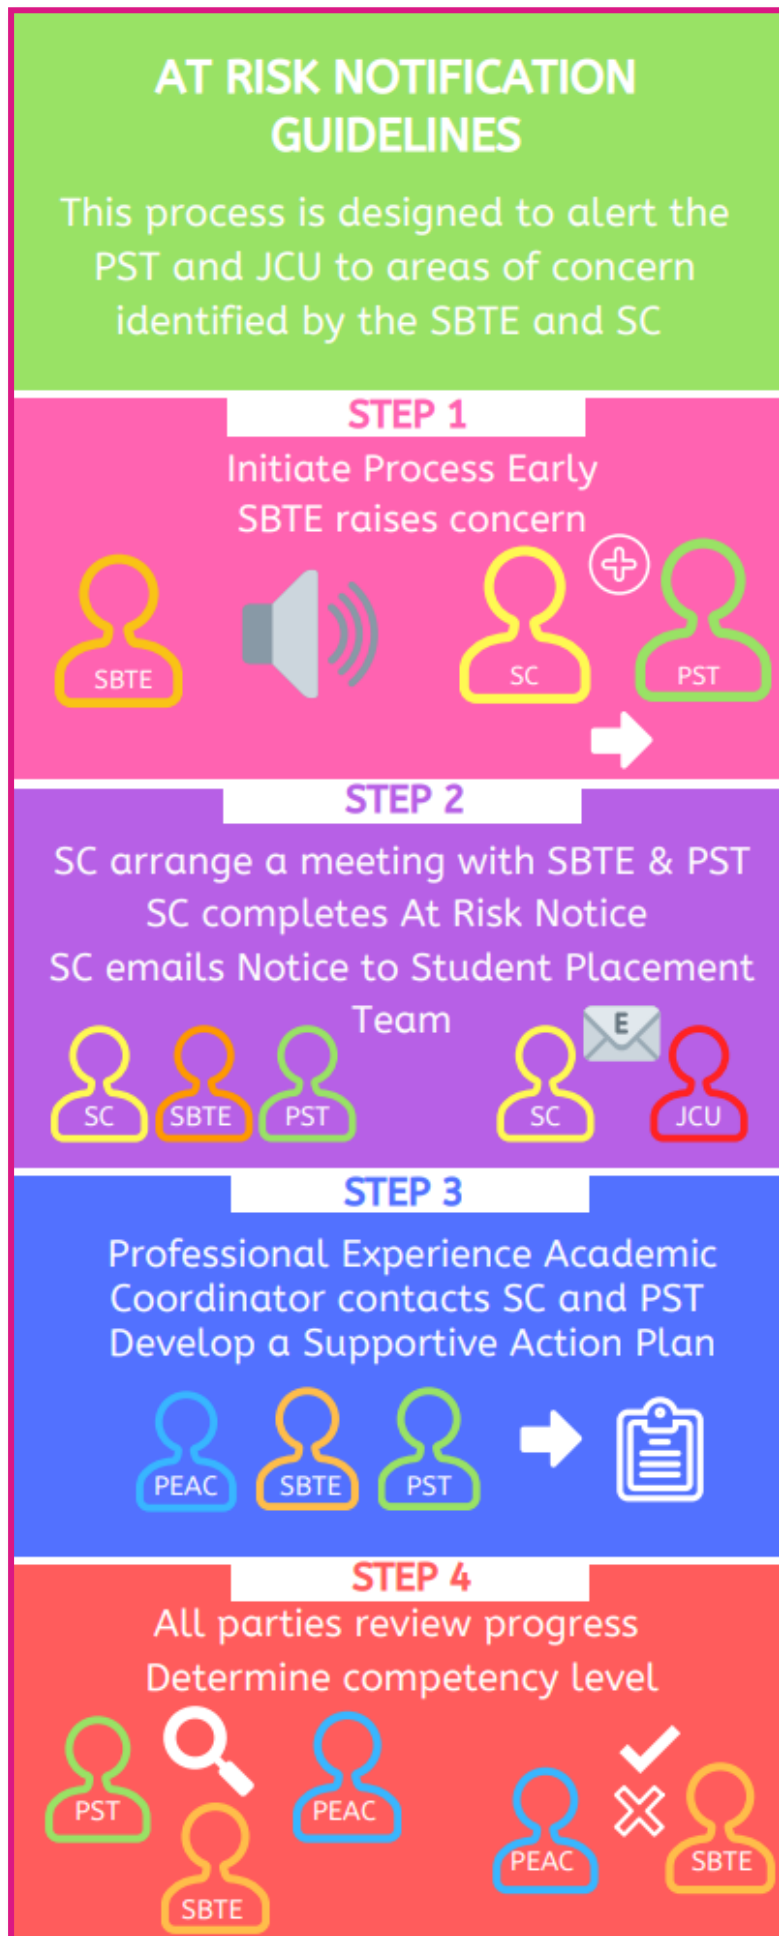 AT RISK NOTIFICATION
GUIDELINES
This process is designed to alert the
PST and JCU to areas of concern
identified by the SBTE and SC
STEP 1
Initiate Process Early
SBTE raises concern
SBTE
SC
PST
STEP 2
SC arrange a meeting with SBTE & PST
SC completes At Risk Notice
SC emails Notice to Student Placement
Team
E
SC
SBTE
PST
SC
JCU
STEP 3
Professional Experience Academic
Coordinator contacts SC and PST
Develop a Supportive Action Plan
PEAC
SBTE
PST
STEP 4
All parties review progress
Determine competency level
PST
PEAC
SBTE
PEAC
SBTE